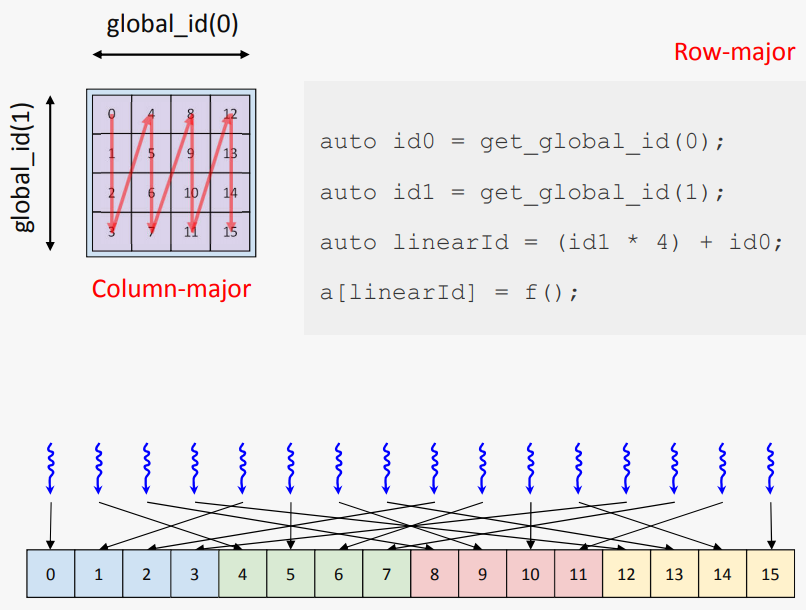 global_id(0)
Row-major
global_id(1)
0 4 8 12
1 5 9 13
2 6 10 14
3 7 11 15
Column-major
auto id0 = get_global_id(0);
auto id1 = get_global_id(1);
auto linearId = (id1 * 4) + id0;
a[linearId] = f();
0 1 2 3 4 5 6 7 8 9 10 11 12 13 14 15